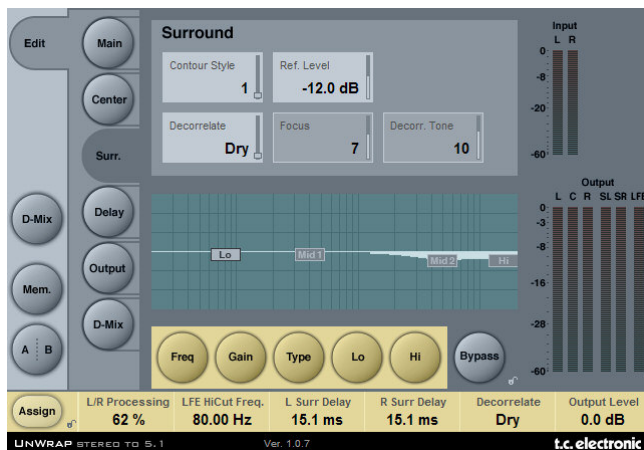 Edit
Main
Center
Surr.
Delay
Output
D-Mix
D-Mix
Mem.
A B
Surround
Contour Style
1
Ref. Level
-12.0 dB
Decorrelate
Dry
Focus
7
Decorr. Tone
10
Lo
Mid 1
Mid 2
Hi
Freq
Gain
Type
Lo
Hi
Bypass
Input
L R
0
-8
-20
-60
Output
L C R SL SR LFE
0
-3
-8
-16
-28
-60
Assign
L/R Processing
62 %
LFE HiCut Freq.
80.00 Hz
L Surr Delay
15.1 ms
R Surr Delay
15.1 ms
Decorrelate
Dry
Output Level
0.0 dB
UNWRAP STEREO TO 5.1
Ver. 1.0.7
t.c. electronic